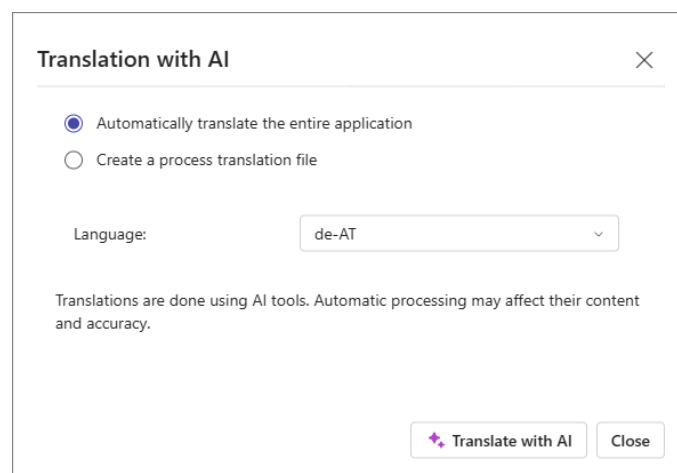 Translation with AI
Automatically translate the entire application
Create a process translation file
Language:
de-AT
Translations are done using AI tools. Automatic processing may affect their content
and accuracy.
Translate with AI
Close